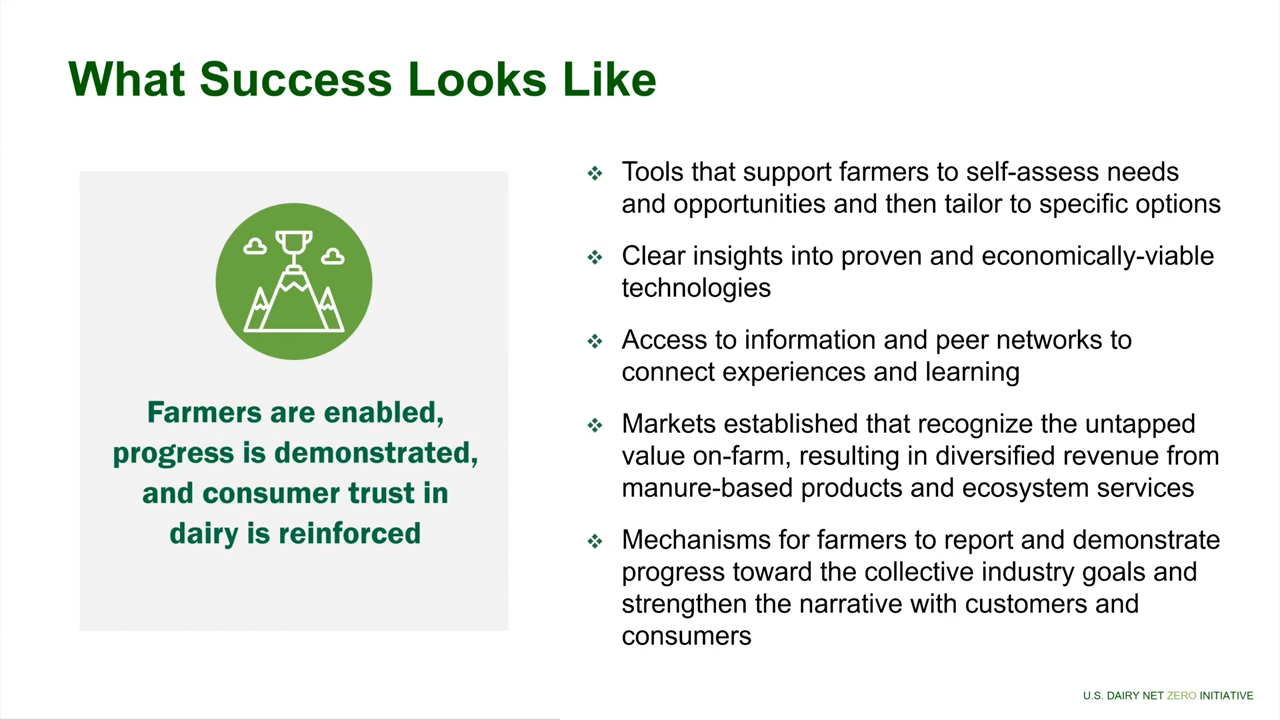 What Success Looks Like
Farmers are enabled,
progress is demonstrated,
and consumer trust in
dairy is reinforced
Tools that support farmers to self-assess needs
and opportunities and then tailor to specific options
Clear insights into proven and economically-viable
technologies
Access to information and peer networks to
connect experiences and learning
Markets established that recognize the untapped
value on-farm, resulting in diversified revenue from
manure-based products and ecosystem services
Mechanisms for farmers to report and demonstrate
progress toward the collective industry goals and
strengthen the narrative with customers and
consumers
U.S. DAIRY NET ZERO INITIATIVE